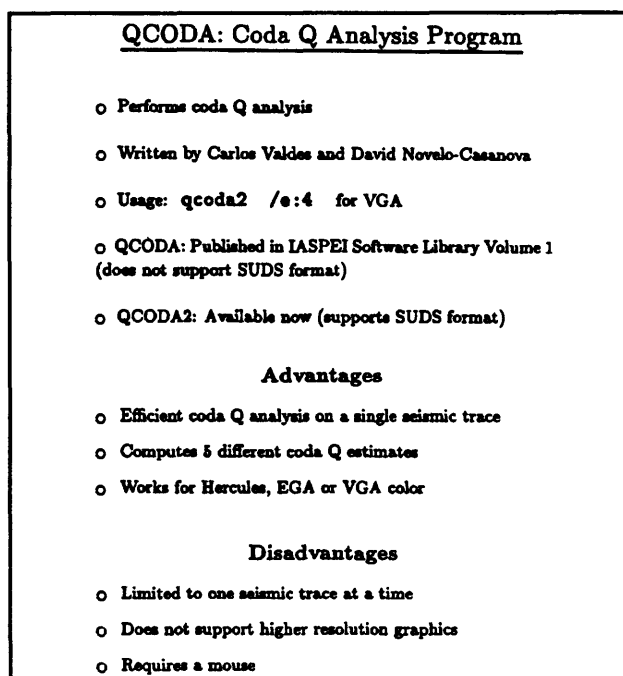 QCODA: Coda Q Analysis Program
o Performs coda Q analysis
o Written by Carlos Valdes and David Novelo-Casanova
o Usage: qcoda2 /e:4 for VGA
o QCODA: Published in IASPEI Software Library Volume 1
(does not support SUDS format)
o QCODA2: Available now (supports SUDS format)
Advantages
o Efficient coda Q analysis on a single seismic trace
o Computes 5 different coda Q estimates
o Works for Hercules, EGA or VGA color
Disadvantages
o Limited to one seismic trace at a time
o Does not support higher resolution graphics
o Requires a mouse